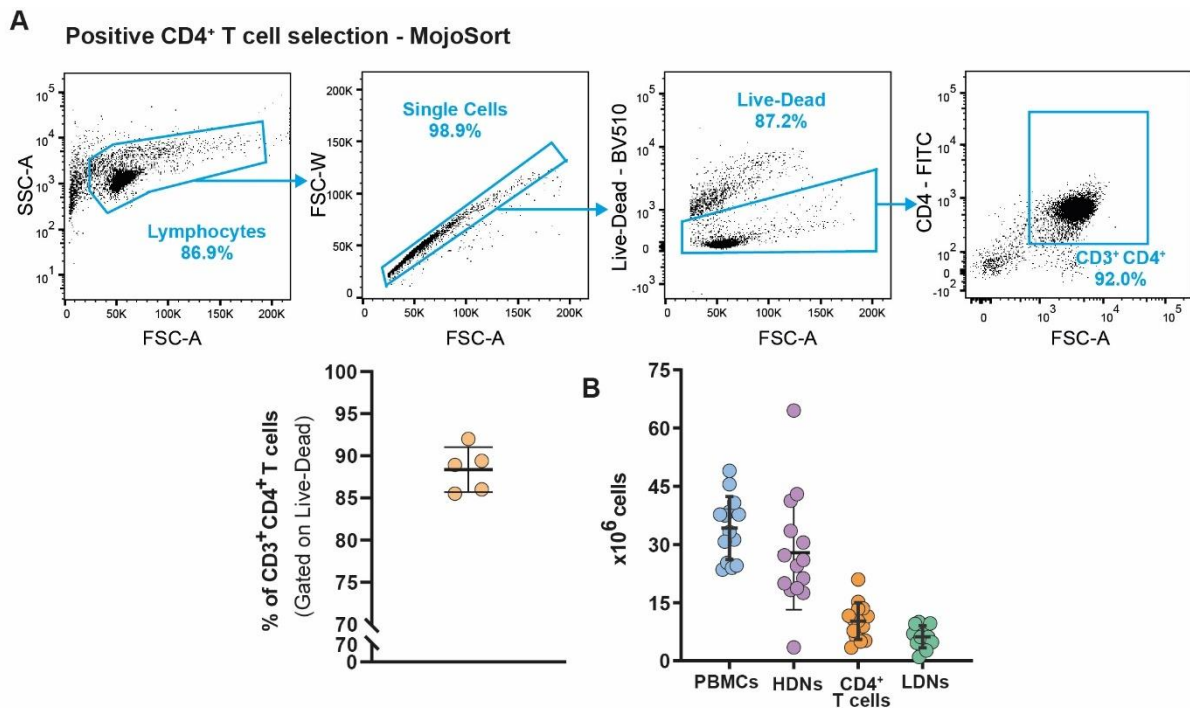 A
Positive CD4⁺ T cell selection - MojoSort
SSC-A
10⁵
10⁴
10³
10²
10¹
Lymphocytes
86.9%
0 50K 100K 150K 200K
FSC-A
FSC-W
200K
150K
100K
50K
0
Single Cells
98.9%
0 50K 100K 150K 200K
FSC-A
Live-Dead - BV510
10⁵
10⁴
10³
0
-10³
Live-Dead
87.2%
0 50K 100K 150K 200K
FSC-A
CD4 - FITC
10⁵
10⁴
10³
10²
0
-10²
CD3⁺ CD4⁺
92.0%
0 10³ 10⁴ 10⁵
FSC-A
% of CD3⁺CD4⁺ T cells
(Gated on Live-Dead)
100
95
90
85
80
75
70
70
0
B
x10⁶ cells
75
60
45
30
15
0
PBMCs HDNs CD4⁺ T cells LDNs